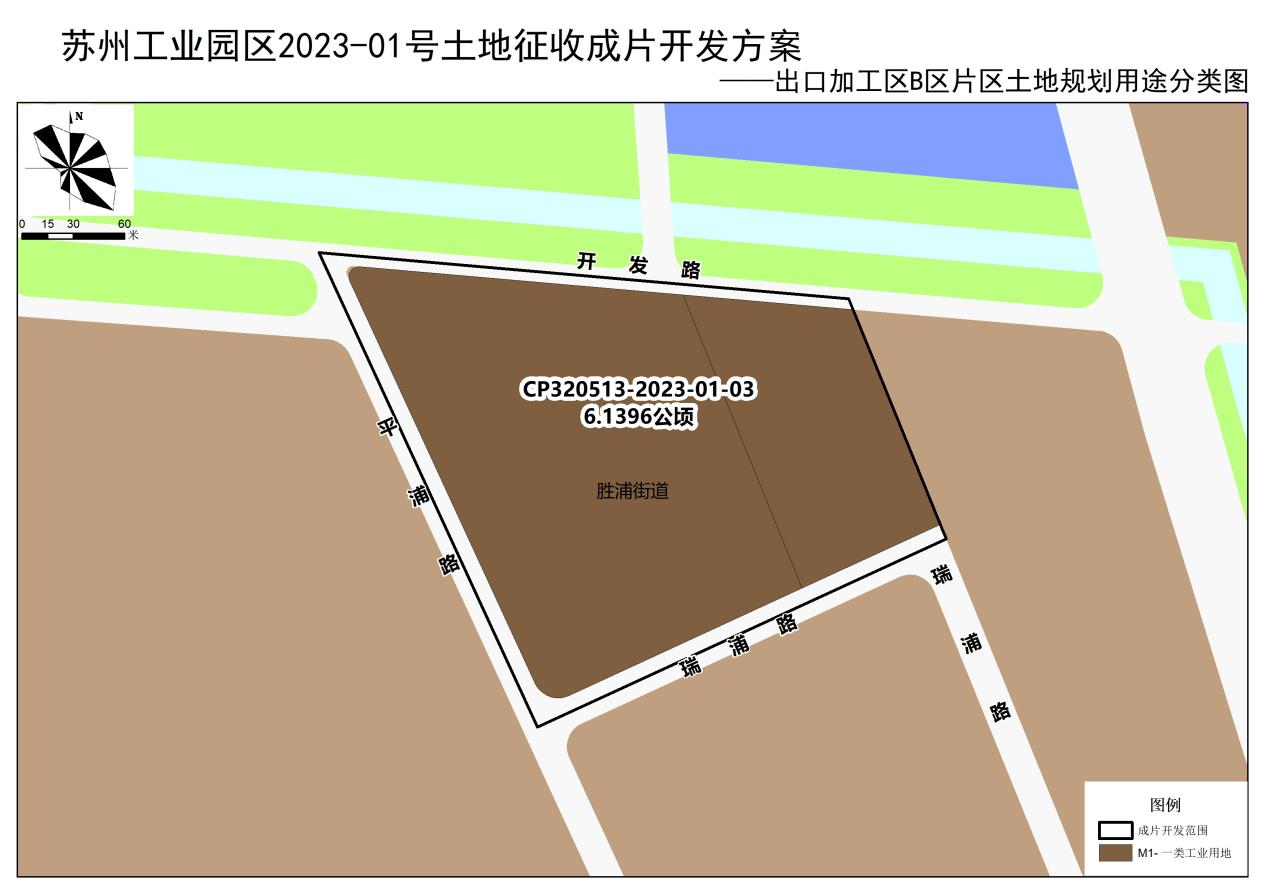 苏州工业园区2023-01号土地征收成片开发方案
——出口加工区B区片区土地规划用途分类图
N
0 15 30 60
米
开发路
CP320513-2023-01-03
6.1396公顷
平浦路
胜浦街道
瑞浦路
瑞浦路
图例
成片开发范围
M1- 一类工业用地